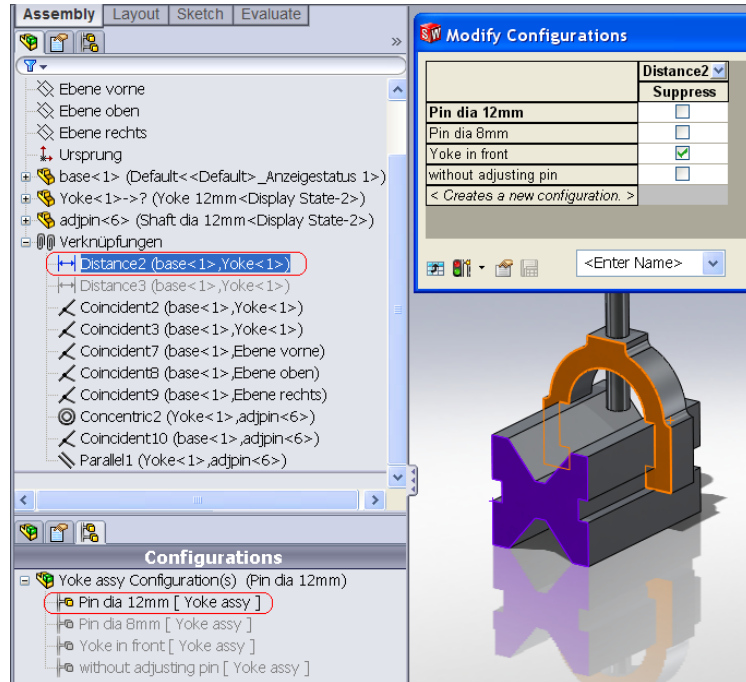 Assembly Layout Sketch Evaluate
»
Ebene vorne
Ebene oben
Ebene rechts
Ursprung
base<1> (Default<<Default>_Anzeigestatus 1>)
Yoke<1>->? (Yoke 12mm<Display State-2>)
adjpin<6> (Shaft dia 12mm<Display State-2>)
Verknüpfungen
Distance2 (base<1>,Yoke<1>)
Distance3 (base<1>,Yoke<1>)
Coincident2 (base<1>,Yoke<1>)
Coincident3 (base<1>,Yoke<1>)
Coincident7 (base<1>,Ebene vorne)
Coincident8 (base<1>,Ebene oben)
Coincident9 (base<1>,Ebene rechts)
Concentric2 (Yoke<1>,adjpin<6>)
Coincident10 (base<1>,adjpin<6>)
Parallel1 (Yoke<1>,adjpin<6>)
Configurations
Yoke assy Configuration(s) (Pin dia 12mm)
Pin dia 12mm [ Yoke assy ]
Pin dia 8mm [ Yoke assy ]
Yoke in front [ Yoke assy ]
without adjusting pin [ Yoke assy ]
SW Modify Configurations
Distance2
Suppress
Pin dia 12mm
Pin dia 8mm
Yoke in front
without adjusting pin
< Creates a new configuration. >
<Enter Name>